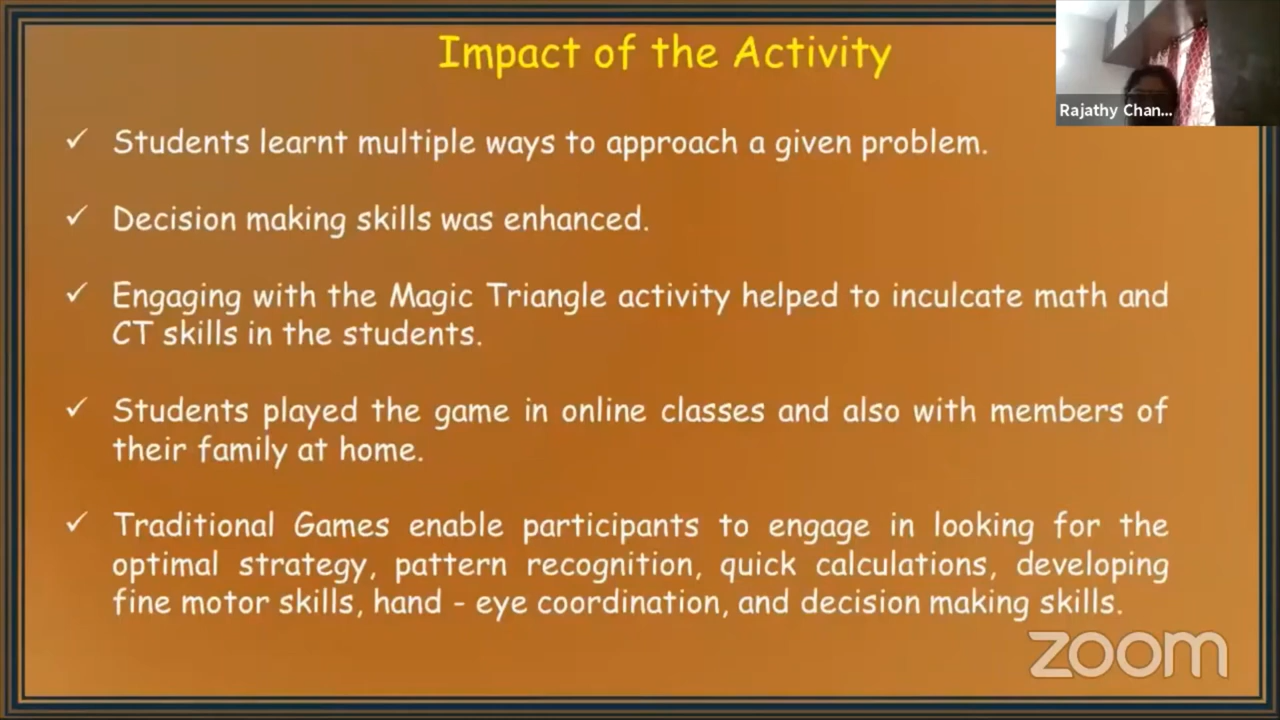 Impact of the Activity
Rajathy Chan...
✓ Students learnt multiple ways to approach a given problem.
✓ Decision making skills was enhanced.
✓ Engaging with the Magic Triangle activity helped to inculcate math and
CT skills in the students.
✓ Students played the game in online classes and also with members of
their family at home.
✓ Traditional Games enable participants to engage in looking for the
optimal strategy, pattern recognition, quick calculations, developing
fine motor skills, hand - eye coordination, and decision making skills.
zoom